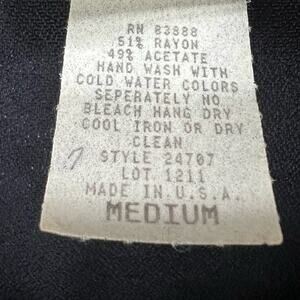 RN 83888
51% RAYON
49% ACETATE
HAND WASH WITH
COLD WATER COLORS
SEPERATELY NO
BLEACH HANG DRY
COOL IRON OR DRY
CLEAN
STYLE 24707
LOT 1211
MADE IN U.S.A.
MEDIUM